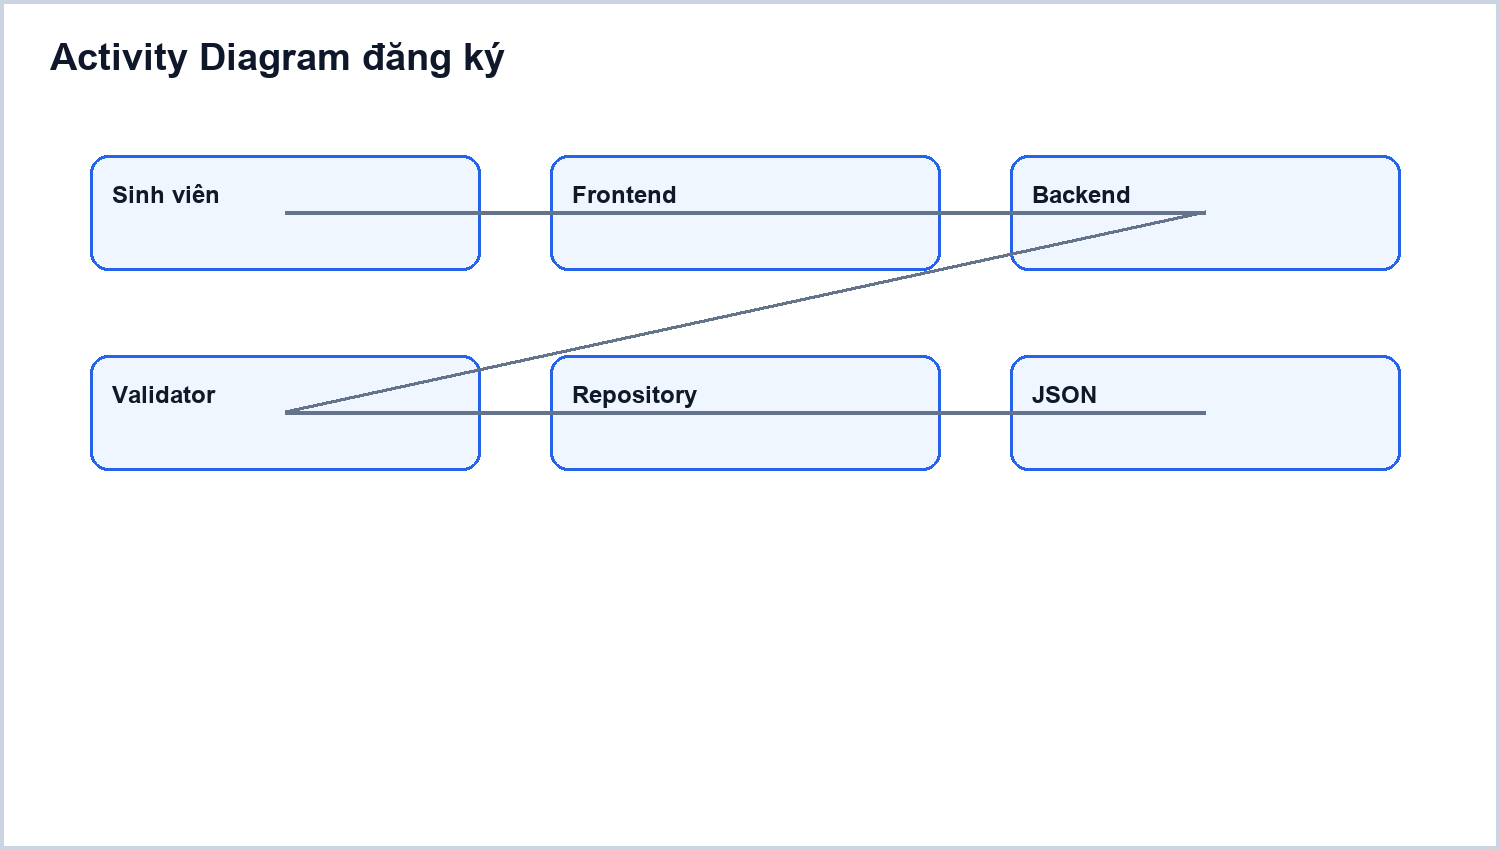 Activity Diagram đăng ký
Sinh viên
Frontend
Backend
Validator
Repository
JSON